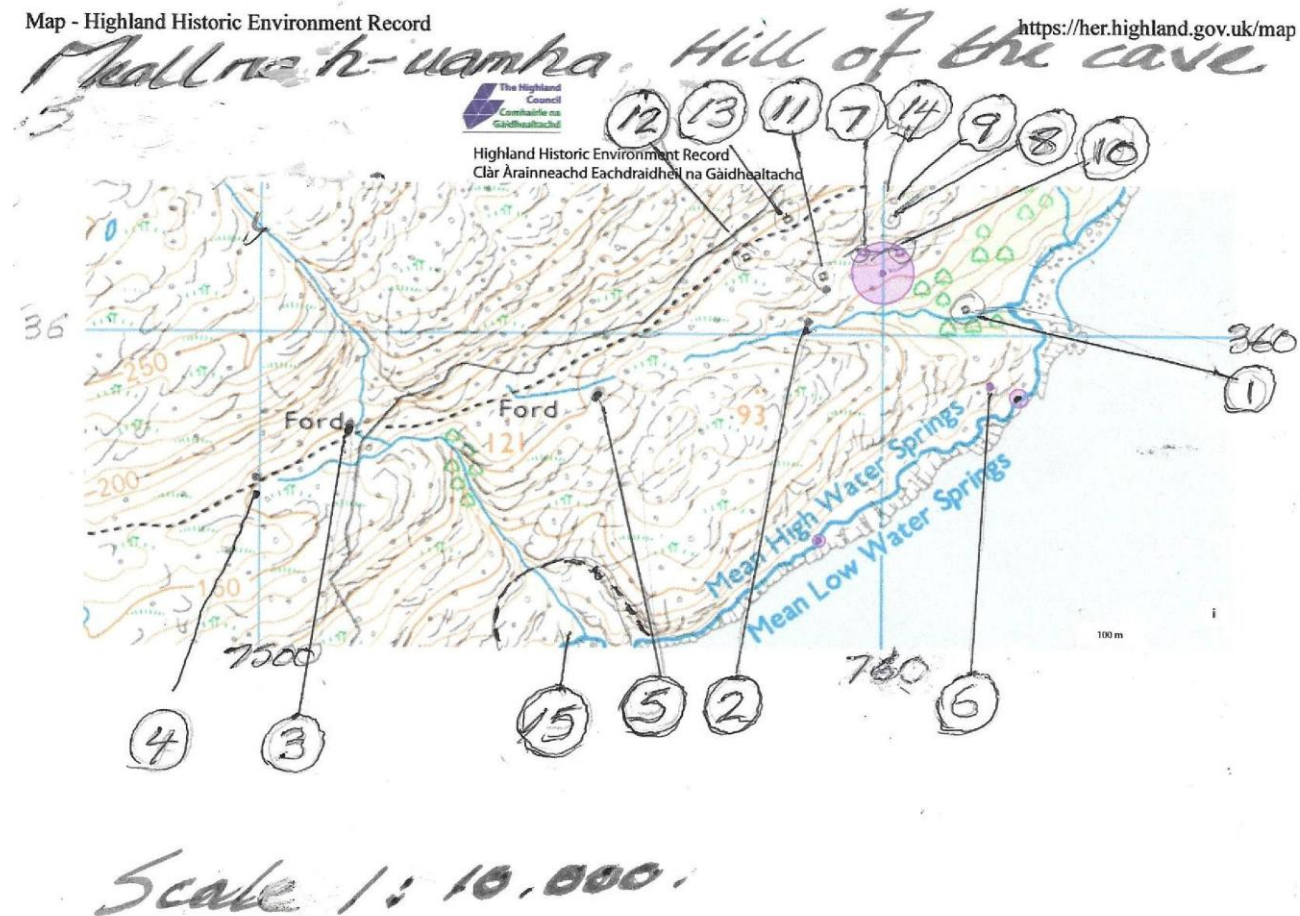 Map - Highland Historic Environment Record
https://her.highland.gov.uk/map
Meall na h-uamha. Hill of the cave
The Highland
Council
Comhairle na
Gàidhealtachd
Highland Historic Environment Record
Clàr Àrainneachd Eachdraidheil na Gàidhealtachd
12 13 11 7 14 9 8 10
36
360
250
1
Ford
Ford
93
121
200
Mean High Water Springs
Mean Low Water Springs
150
i
100 m
7500
760
4 3 15 5 2 6
Scale 1:10.000.